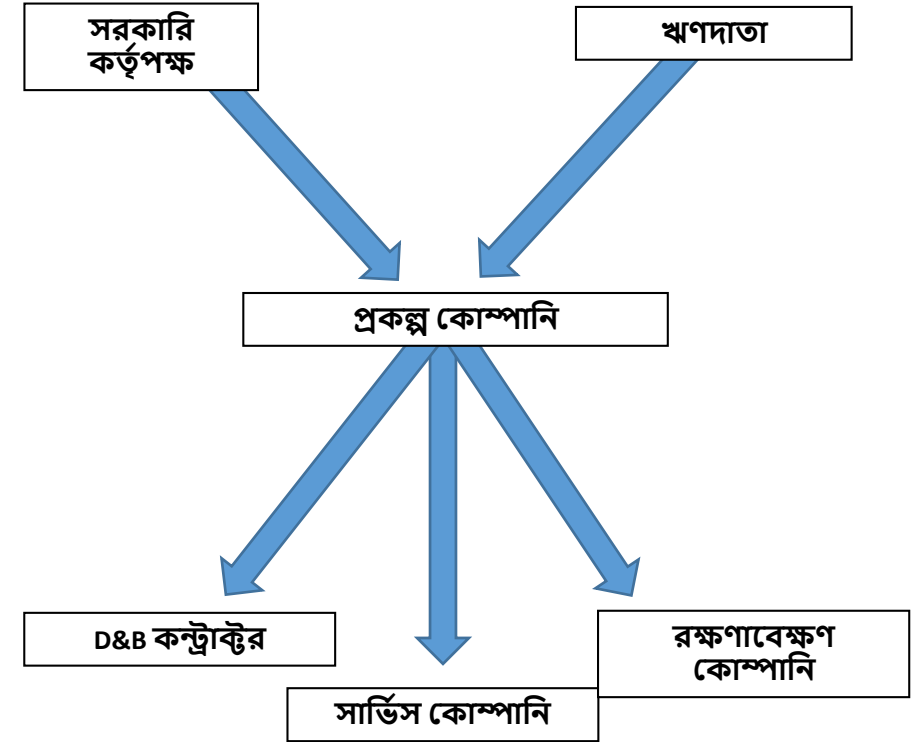 সরকারি
কর্তৃপক্ষ
ঋণদাতা
প্রকল্প কোম্পানি
D&B কন্ট্রাক্টর
রক্ষণাবেক্ষণ
কোম্পানি
সার্ভিস কোম্পানি